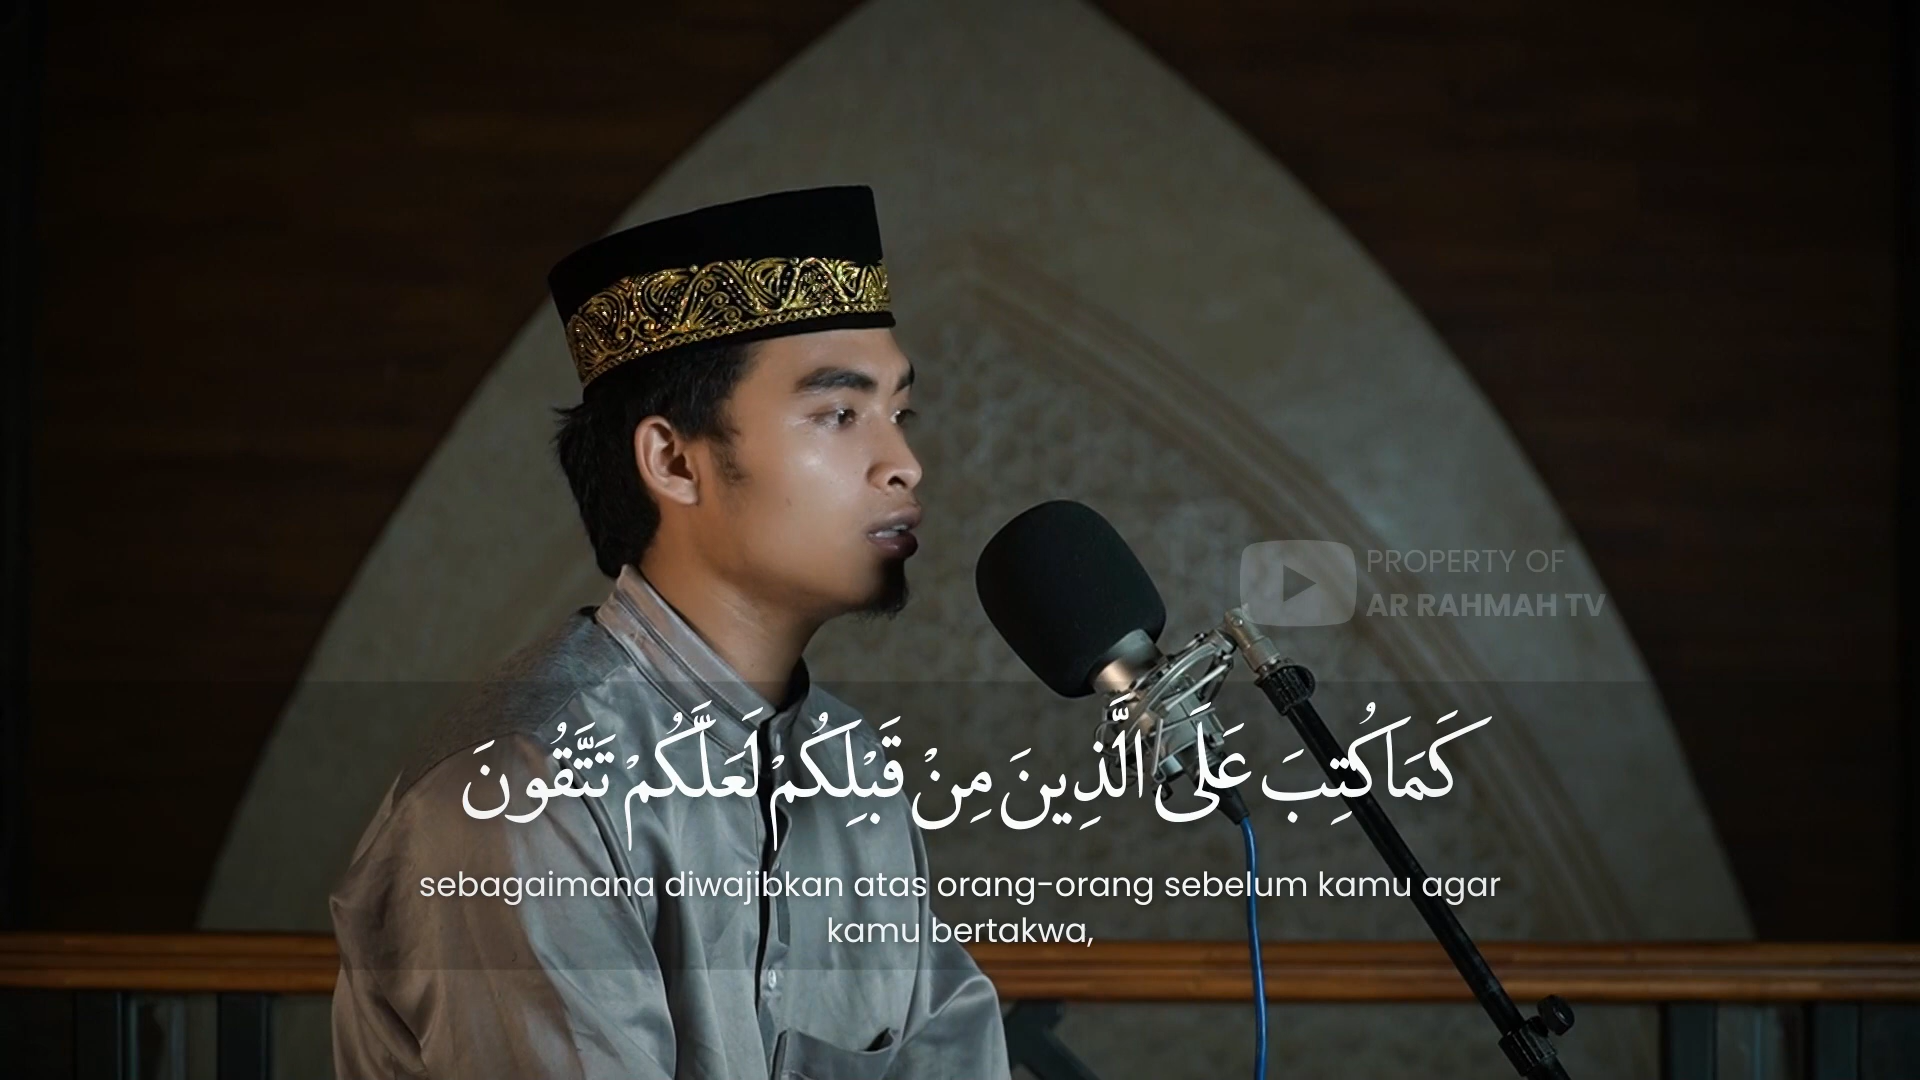 PROPERTY OF
AR RAHMAH TV
كَمَا كُتِبَ عَلَى الَّذِينَ مِنْ قَبْلِكُمْ لَعَلَّكُمْ تَتَّقُونَ
sebagaimana diwajibkan atas orang-orang sebelum kamu agar
kamu bertakwa,